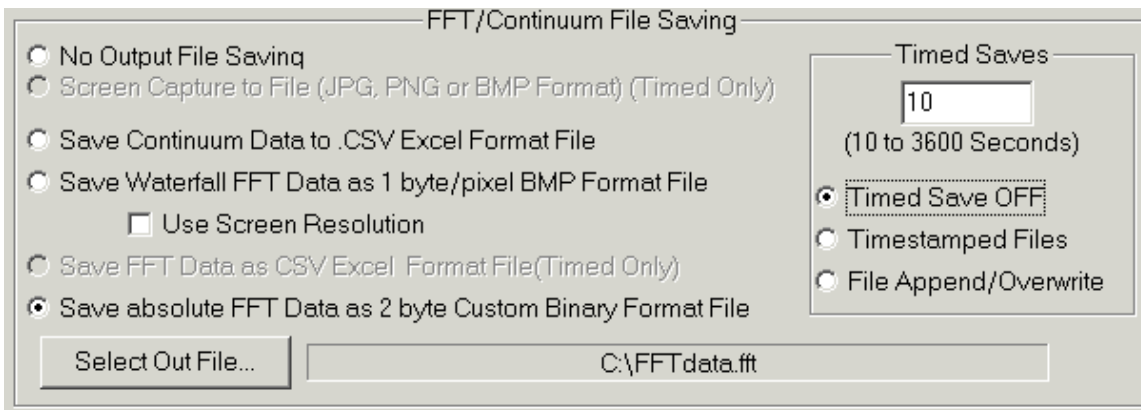 FFT/Continuum File Saving
No Output File Saving
Screen Capture to File (JPG, PNG or BMP Format) (Timed Only)
Save Continuum Data to .CSV Excel Format File
Save Waterfall FFT Data as 1 byte/pixel BMP Format File
Use Screen Resolution
Save FFT Data as CSV Excel Format File(Timed Only)
Save absolute FFT Data as 2 byte Custom Binary Format File
Select Out File...
C:\FFTdata.fft
Timed Saves
10
(10 to 3600 Seconds)
Timed Save OFF
Timestamped Files
File Append/Overwrite